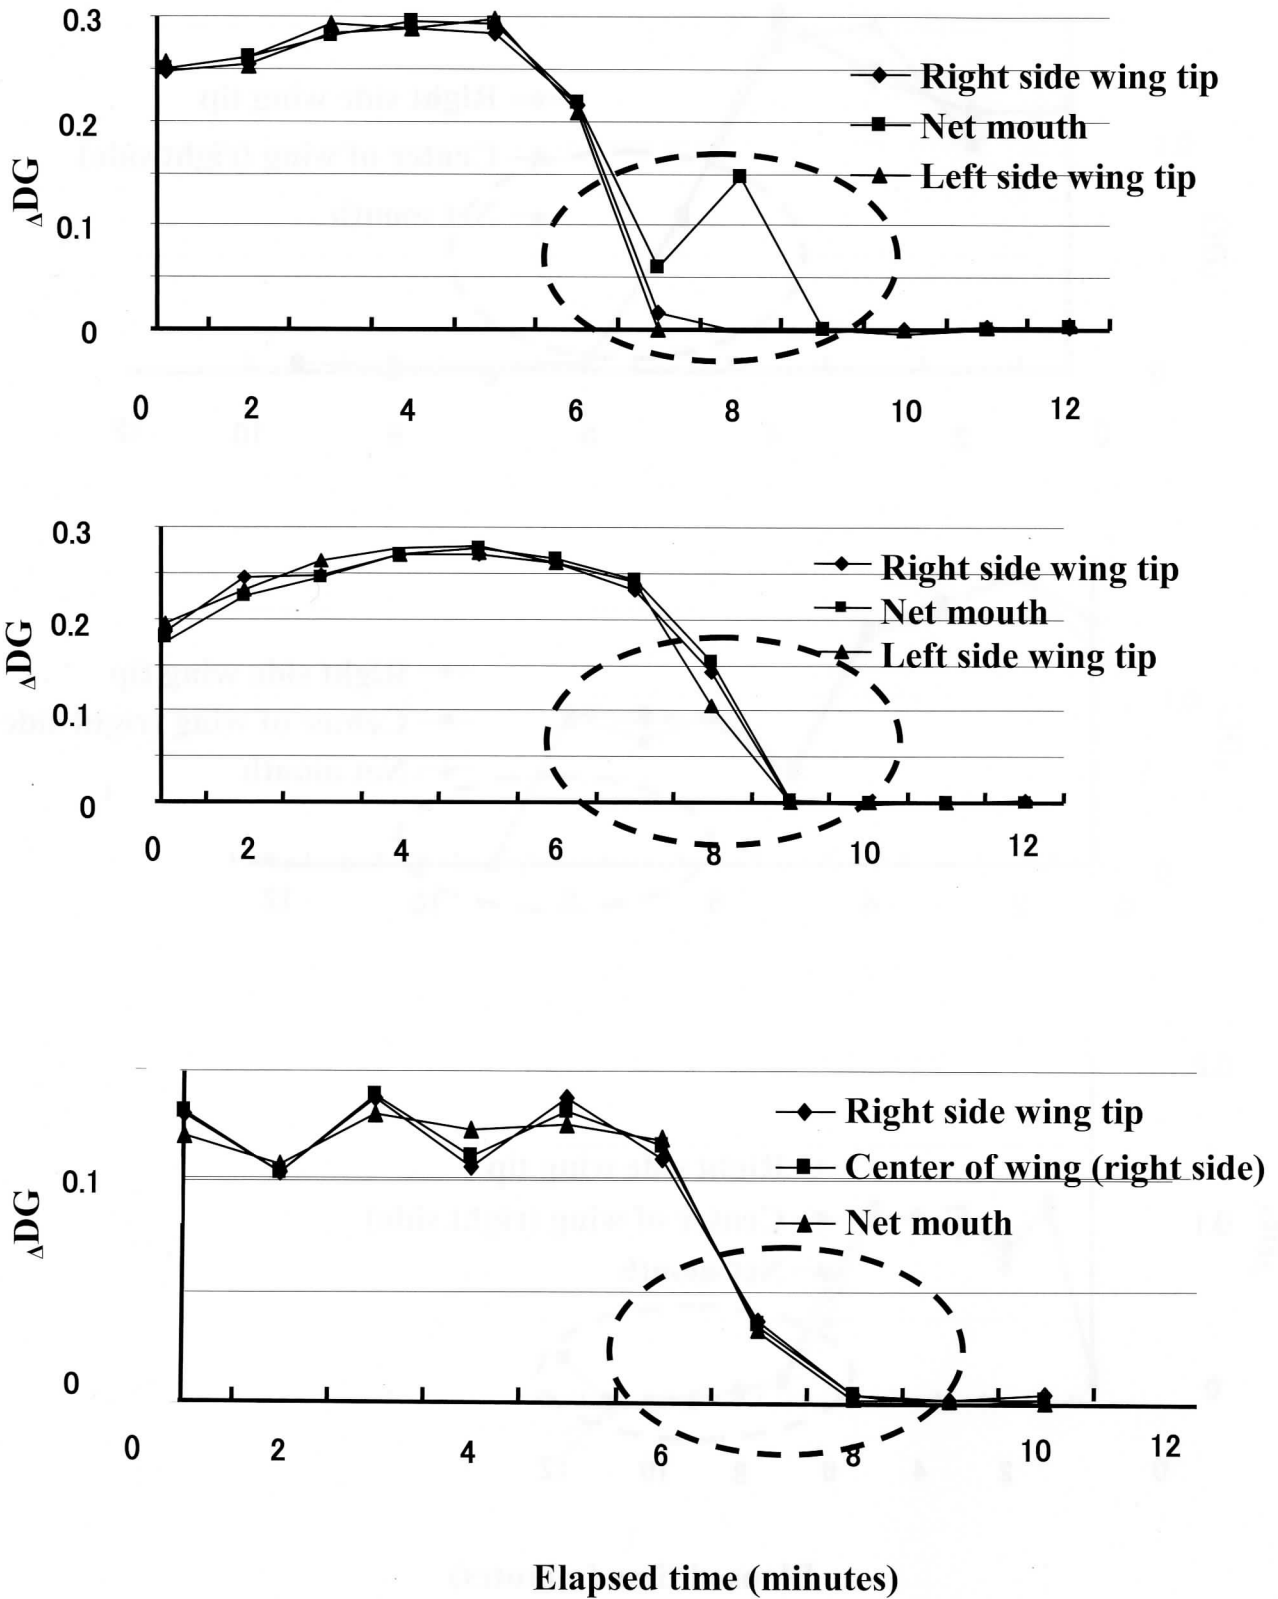 0.3
Right side wing tip
0.2
Net mouth
Left side wing tip
ΔDG
0.1
0
0 2 4 6 8 10 12
0.3
Right side wing tip
Net mouth
0.2
Left side wing tip
ΔDG
0.1
0
0 2 4 6 8 10 12
Right side wing tip
Center of wing (right side)
0.1
Net mouth
ΔDG
0
0 2 4 6 8 10 12
Elapsed time (minutes)